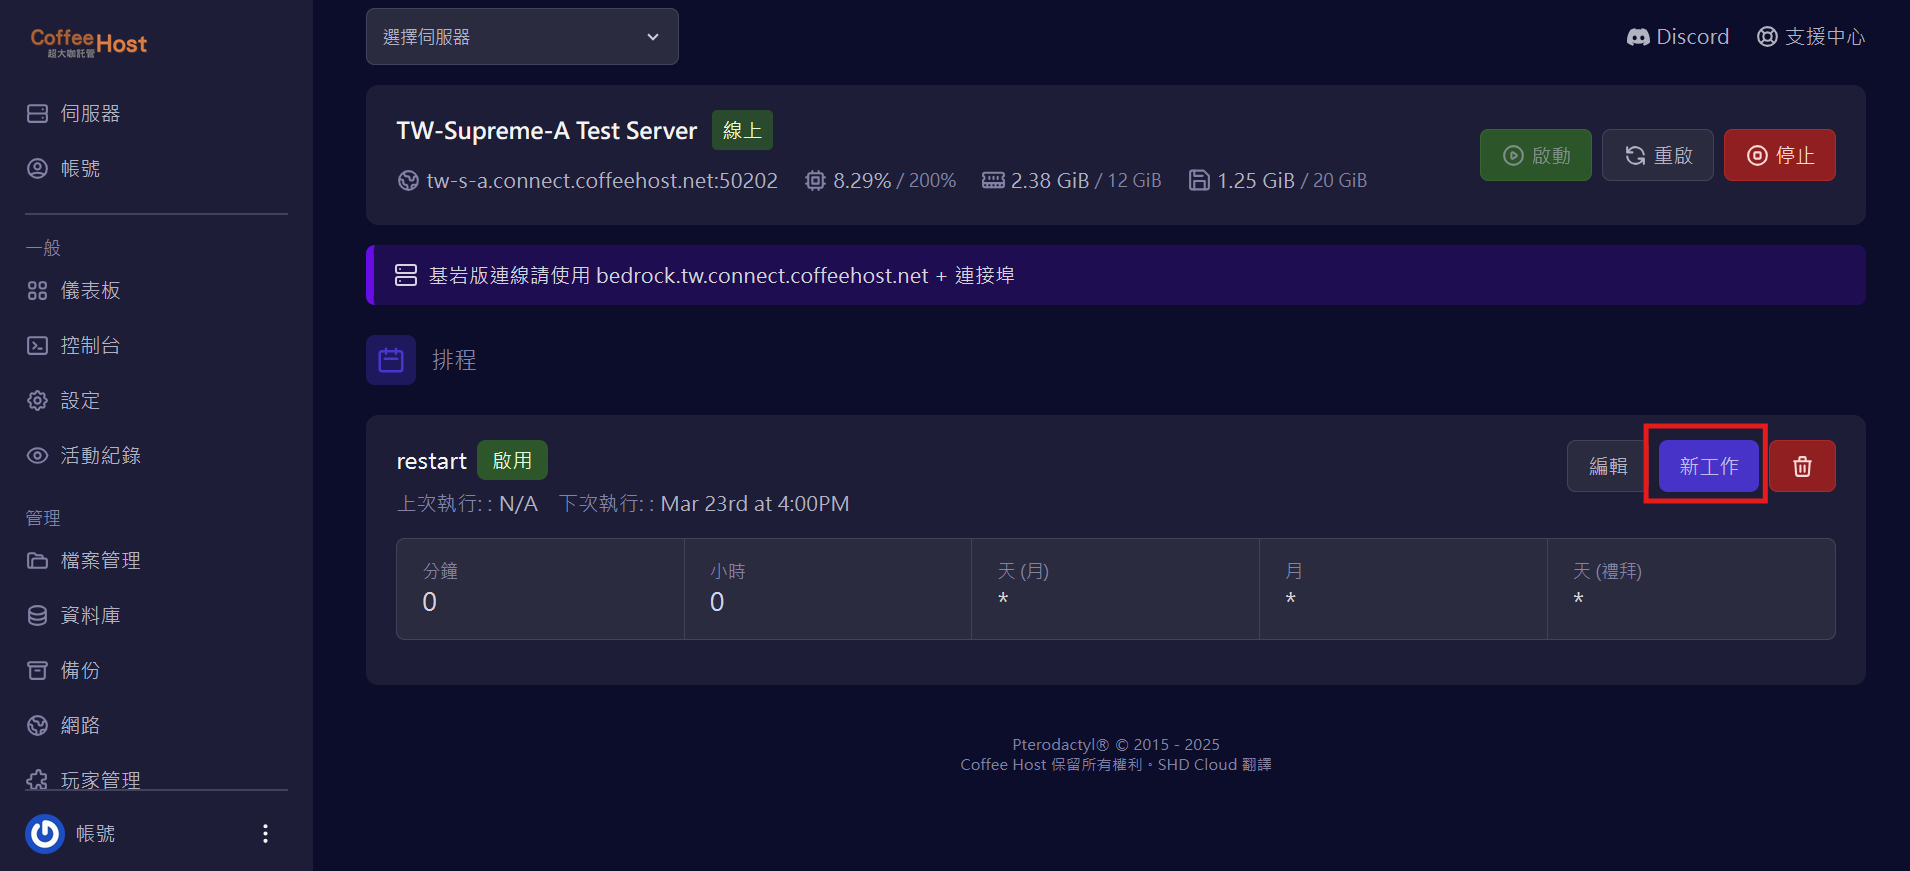 CoffeeHost
超大咖託管
伺服器
帳號
一般
儀表板
控制台
設定
活動紀錄
管理
檔案管理
資料庫
備份
網路
玩家管理
帳號
選擇伺服器
Discord 支援中心
TW-Supreme-A Test Server 線上
tw-s-a.connect.coffeehost.net:50202 8.29% / 200% 2.38 GiB / 12 GiB 1.25 GiB / 20 GiB
啟動 重啟 停止
基岩版連線請使用 bedrock.tw.connect.coffeehost.net + 連接埠
排程
restart 啟用
編輯 新工作
上次執行: : N/A 下次執行: : Mar 23rd at 4:00PM
分鐘 小時 天 (月) 月 天 (禮拜)
0 0 * * *
Pterodactyl® © 2015 - 2025
Coffee Host 保留所有權利。SHD Cloud 翻譯